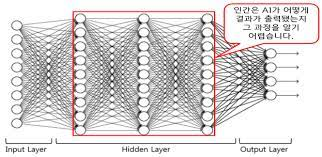 인간은 AI가 어떻게
결과가 출력됐는지
그 과정을 알기
어렵습니다.
Input Layer
Hidden Layer
Output Layer